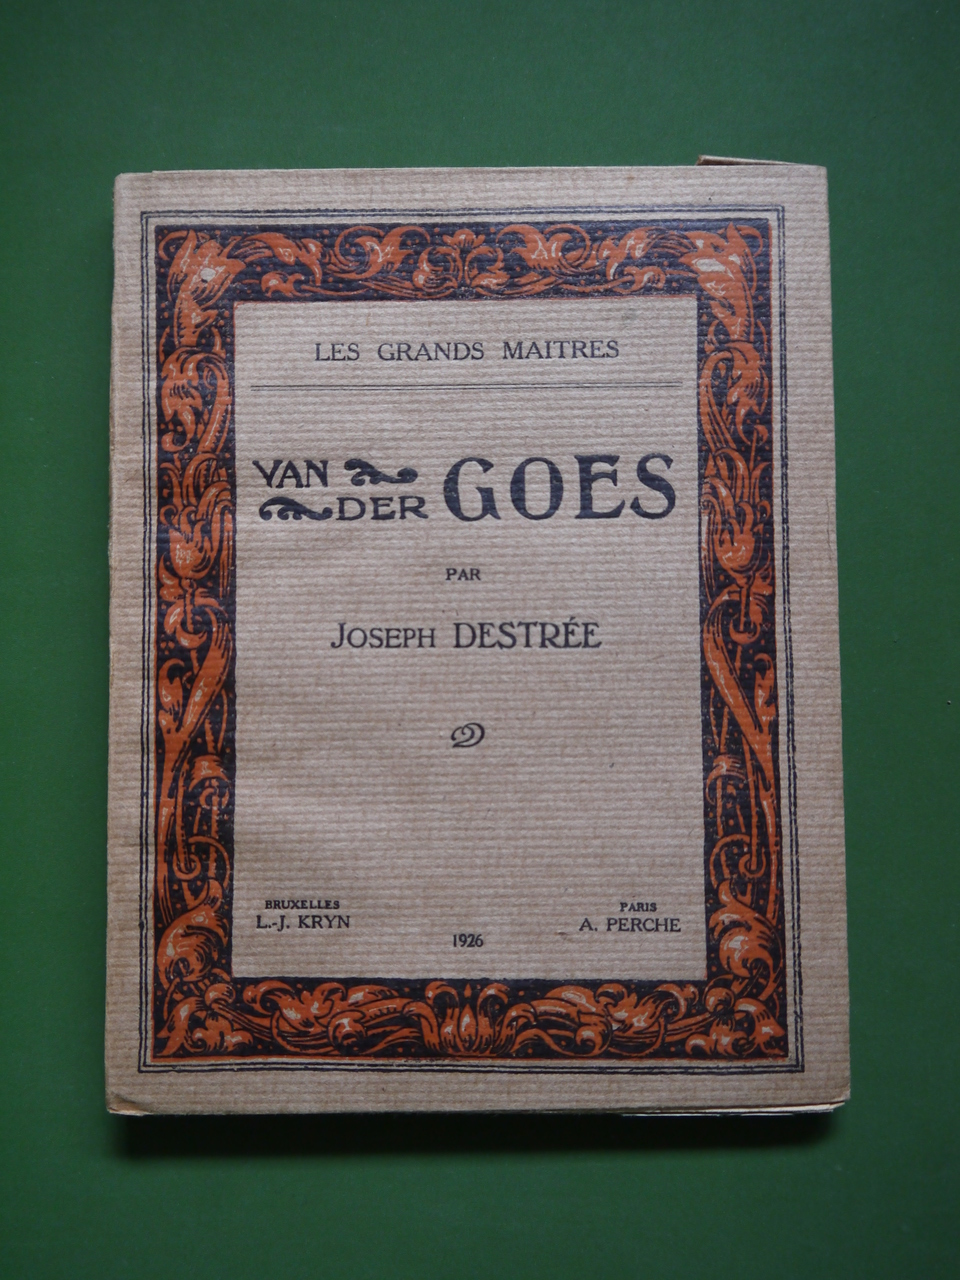 LES GRANDS MAITRES
VAN DER GOES
PAR
JOSEPH DESTRÉE
BRUXELLES
L.-J. KRYN
PARIS
A. PERCHE
1926